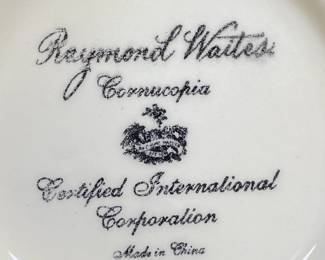 Raymond Waites
Cornucopia
Certified International
Corporation
Made in China